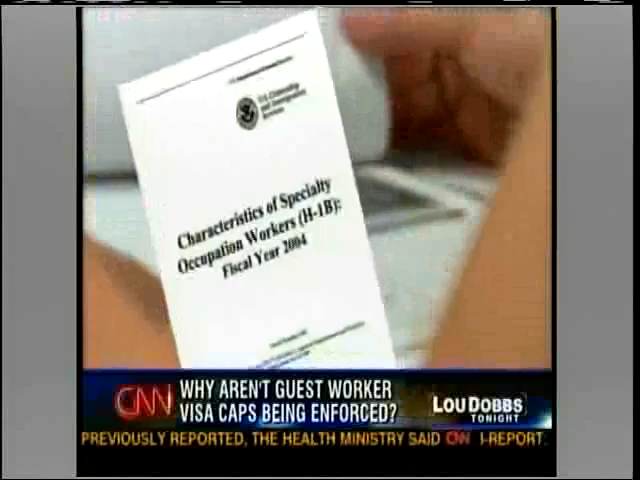 U.S. Citizenship
and Immigration
Services
Characteristics of Specialty
Occupation Workers (H-1B):
Fiscal Year 2004
CNN
WHY AREN'T GUEST WORKER
VISA CAPS BEING ENFORCED?
LOU DOBBS
TONIGHT
PREVIOUSLY REPORTED, THE HEALTH MINISTRY SAID CNN I-REPORT